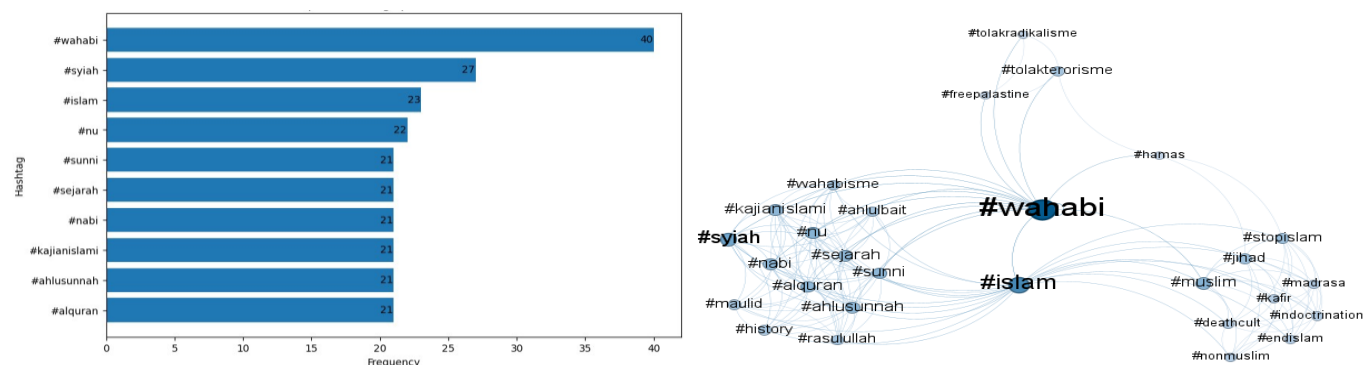 #wahabi
40
#syiah
27
#islam
23
#nu
22
#sunni
21
#sejarah
21
#nabi
21
#kajianislami
21
#ahlusunnah
21
#alquran
21
Hashtag
0 5 10 15 20 25 30 35 40
Frequency
#tolakradikalisme
#tolakterorisme
#freepalastine
#hamas
#wahabisme
#kajianislami
#ahlulbait
#wahabi
#syiah
#nu
#stopislam
#sejarah
#jihad
#nabi
#sunni
#alquran
#islam
#muslim
#madrasa
#maulid
#ahlusunnah
#kafir
#indoctrination
#history
#deathcult
#rasulullah
#endislam
#nonmuslim